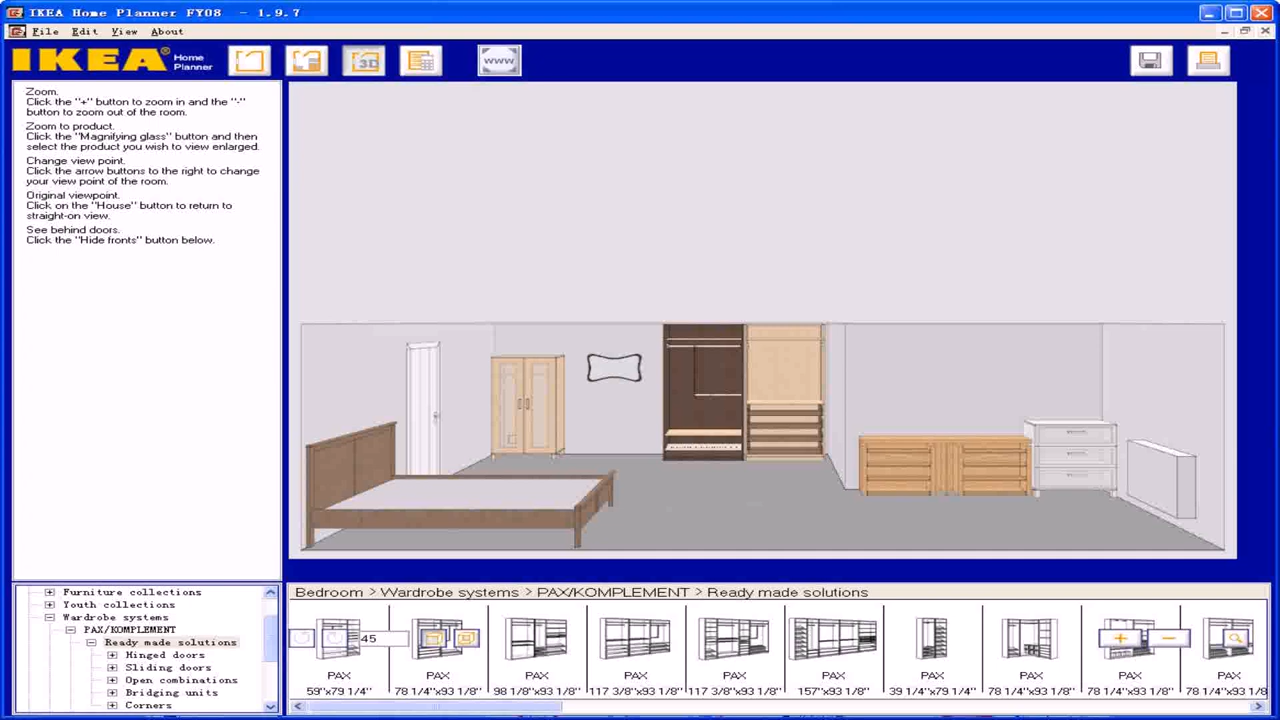 IKEA Home Planner FY08 - 1.9.7
File Edit View About
IKEA® Home Planner
3D
www
Zoom.
Click the "+" button to zoom in and the "-"
button to zoom out of the room.
Zoom to product.
Click the "Magnifying glass" button and then
select the product you wish to view enlarged.
Change view point.
Click the arrow buttons to the right to change
your view point of the room.
Original viewpoint.
Click on the "House" button to return to
straight-on view.
See behind doors.
Click the "Hide fronts" button below.
Furniture collections
Youth collections
Wardrobe systems
PAX/KOMPLEMENT
Ready made solutions
Hinged doors
Sliding doors
Open combinations
Bridging units
Corners
Bedroom > Wardrobe systems > PAX/KOMPLEMENT > Ready made solutions
45
PAX PAX PAX PAX PAX PAX PAX PAX PAX PAX
59"x79 1/4" 78 1/4"x93 1/8" 98 1/8"x93 1/8" 117 3/8"x93 1/8" 117 3/8"x93 1/8" 157"x93 1/8" 39 1/4"x79 1/4" 78 1/4"x93 1/8" 78 1/4"x93 1/8" 78 1/4"x93 1/8